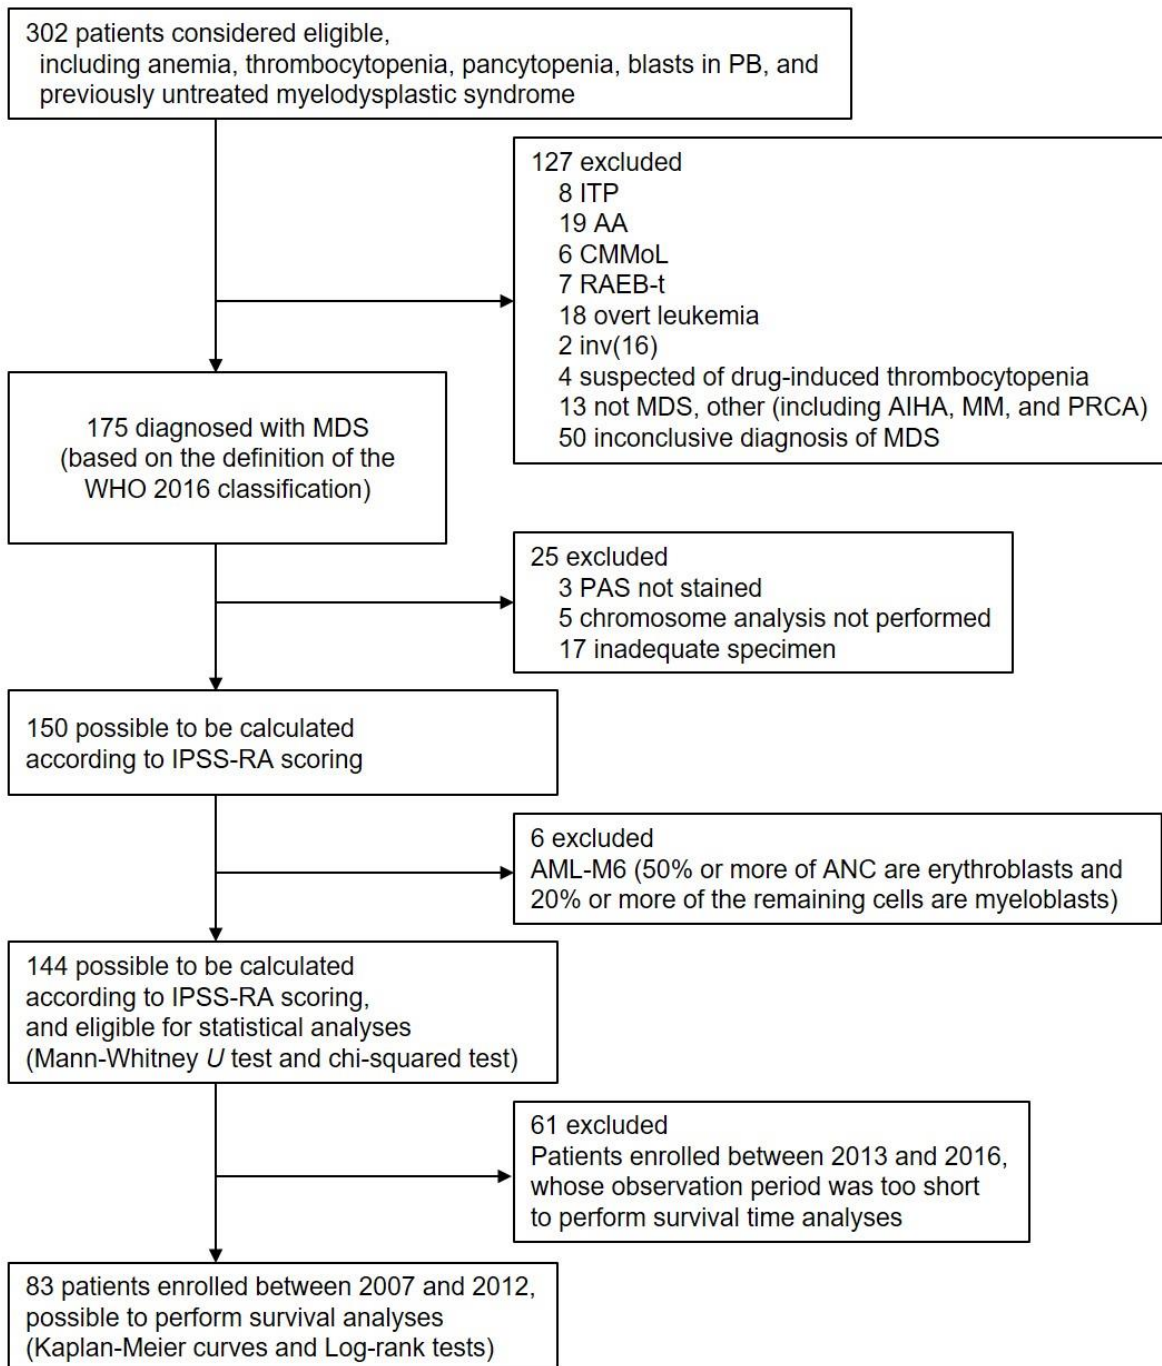 302 patients considered eligible,
including anemia, thrombocytopenia, pancytopenia, blasts in PB, and
previously untreated myelodysplastic syndrome
127 excluded
8 ITP
19 AA
6 CMMoL
7 RAEB-t
18 overt leukemia
2 inv(16)
4 suspected of drug-induced thrombocytopenia
13 not MDS, other (including AIHA, MM, and PRCA)
50 inconclusive diagnosis of MDS
175 diagnosed with MDS
(based on the definition of the
WHO 2016 classification)
25 excluded
3 PAS not stained
5 chromosome analysis not performed
17 inadequate specimen
150 possible to be calculated
according to IPSS-RA scoring
6 excluded
AML-M6 (50% or more of ANC are erythroblasts and
20% or more of the remaining cells are myeloblasts)
144 possible to be calculated
according to IPSS-RA scoring,
and eligible for statistical analyses
(Mann-Whitney U test and chi-squared test)
61 excluded
Patients enrolled between 2013 and 2016,
whose observation period was too short
to perform survival time analyses
83 patients enrolled between 2007 and 2012,
possible to perform survival analyses
(Kaplan-Meier curves and Log-rank tests)